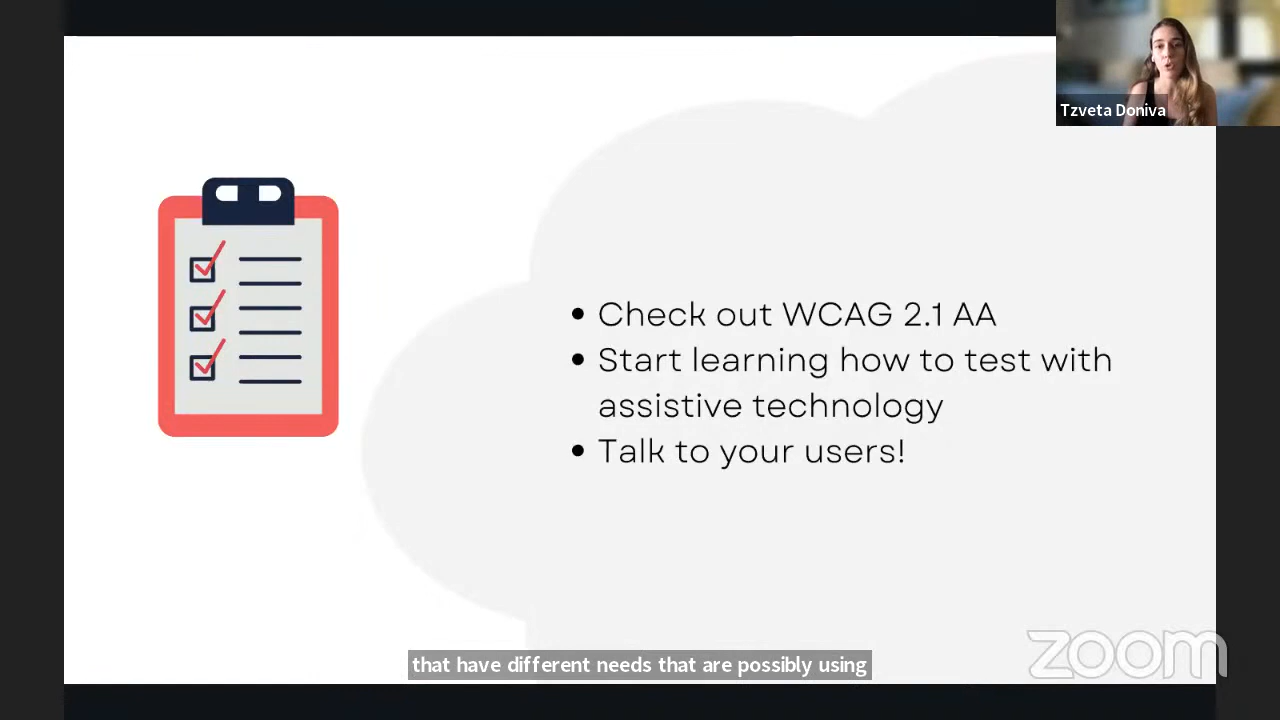 Tzveta Doniva
• Check out WCAG 2.1 AA
• Start learning how to test with
assistive technology
• Talk to your users!
that have different needs that are possibly using
zoom